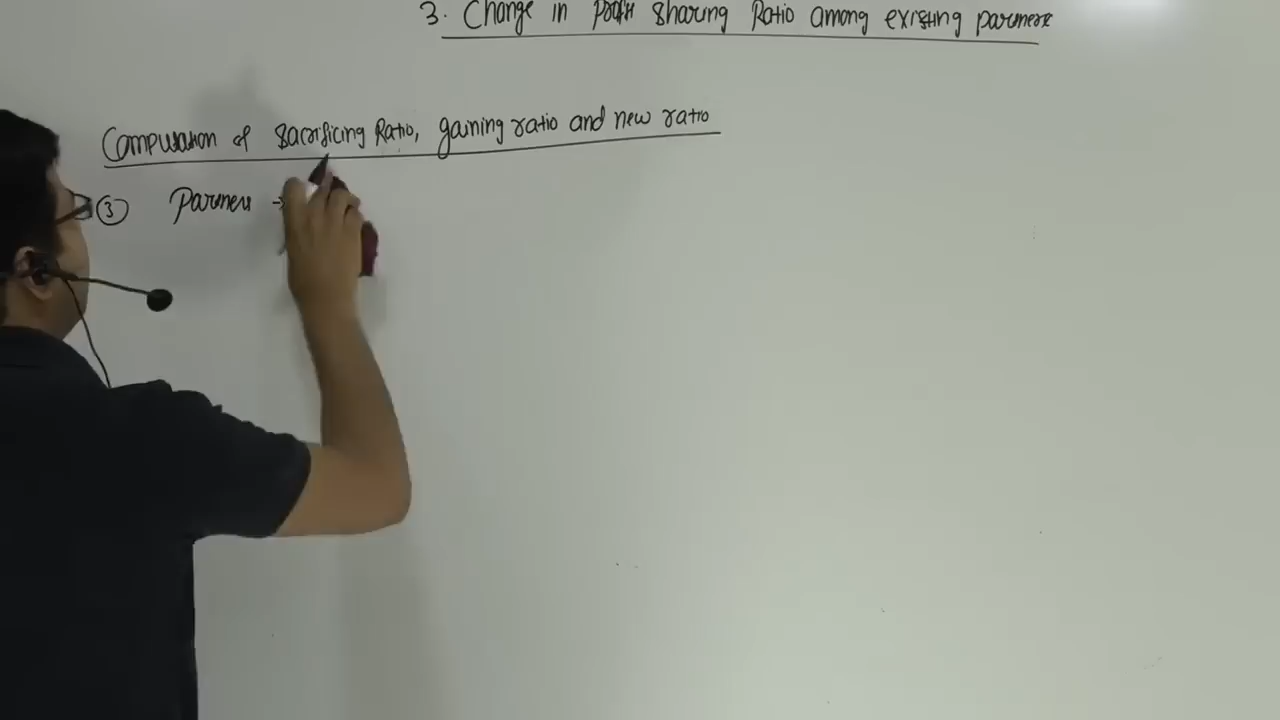 3. Change in Profit Sharing Ratio among existing partners
Computation of Sacrificing Ratio, gaining ratio and new ratio
③ Partners →